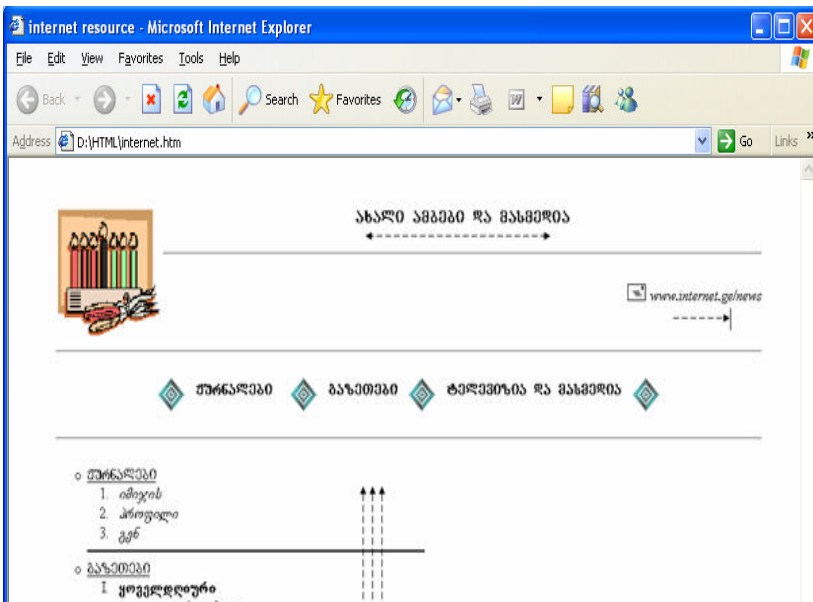 internet resource - Microsoft Internet Explorer
File Edit View Favorites Tools Help
Back Search Favorites
Address D:\HTML\internet.htm Go Links »
ახალი ამბები და მასმედია
www.internet.ge/news
ჟურნალები გაზეთები ტელევიზია და მასმედია
o ჟურნალები
1. იმიჯის
2. პროფილი
3. გენ
o გაზეთები
I ყოველდღიური